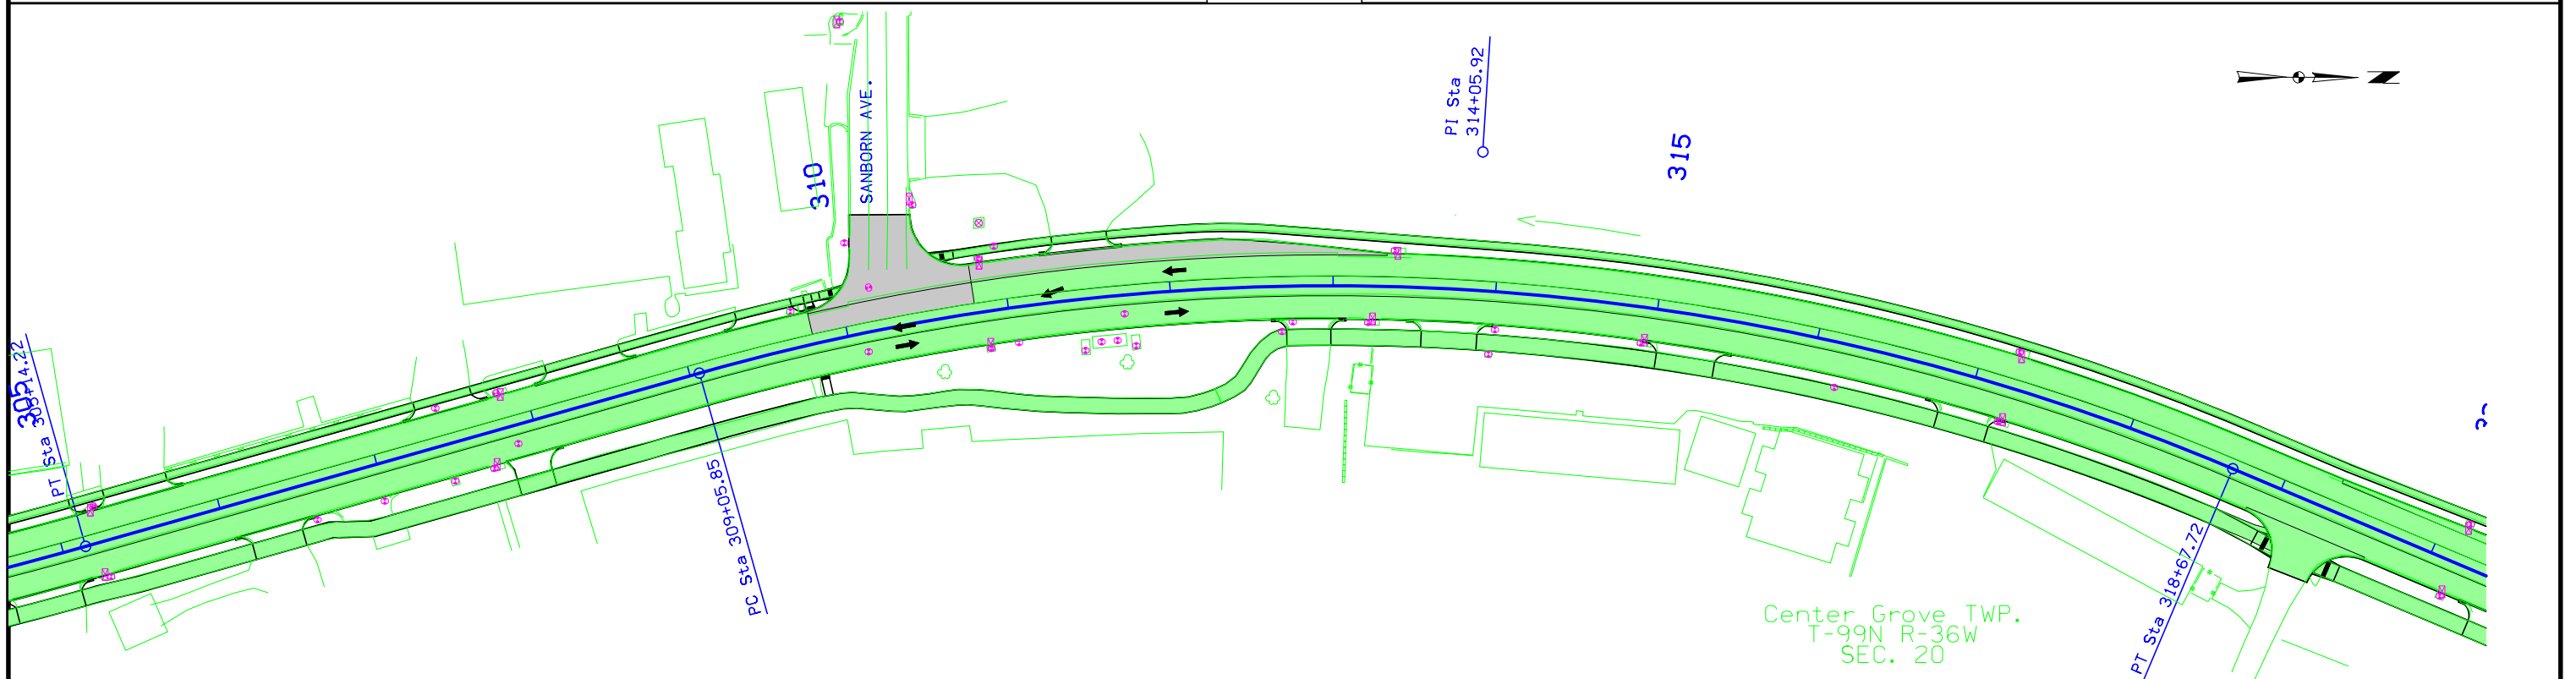 PI Sta
314+05.92
SANBORN AVE.
310
315
N
305
PT Sta 305+14.22
PC Sta 309+05.85
PT Sta 318+67.72
Center Grove TWP.
T-99N R-36W
SEC. 20